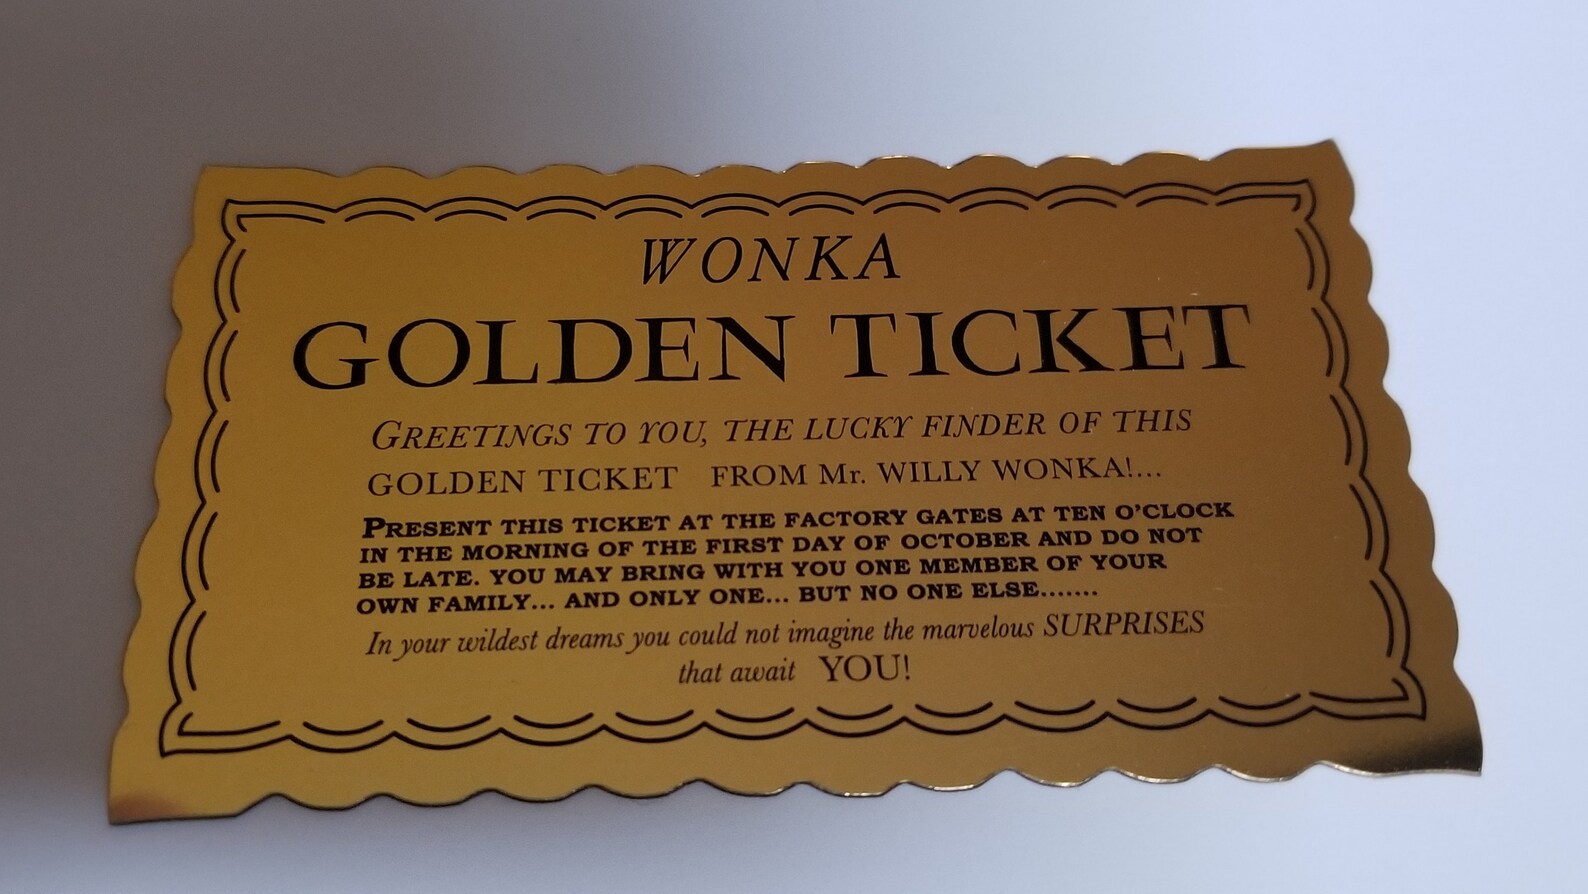 WONKA
GOLDEN TICKET
GREETINGS TO YOU, THE LUCKY FINDER OF THIS
GOLDEN TICKET FROM Mr. WILLY WONKA!...
PRESENT THIS TICKET AT THE FACTORY GATES AT TEN O'CLOCK
IN THE MORNING OF THE FIRST DAY OF OCTOBER AND DO NOT
BE LATE. YOU MAY BRING WITH YOU ONE MEMBER OF YOUR
OWN FAMILY... AND ONLY ONE... BUT NO ONE ELSE.......
In your wildest dreams you could not imagine the marvelous SURPRISES
that await YOU!